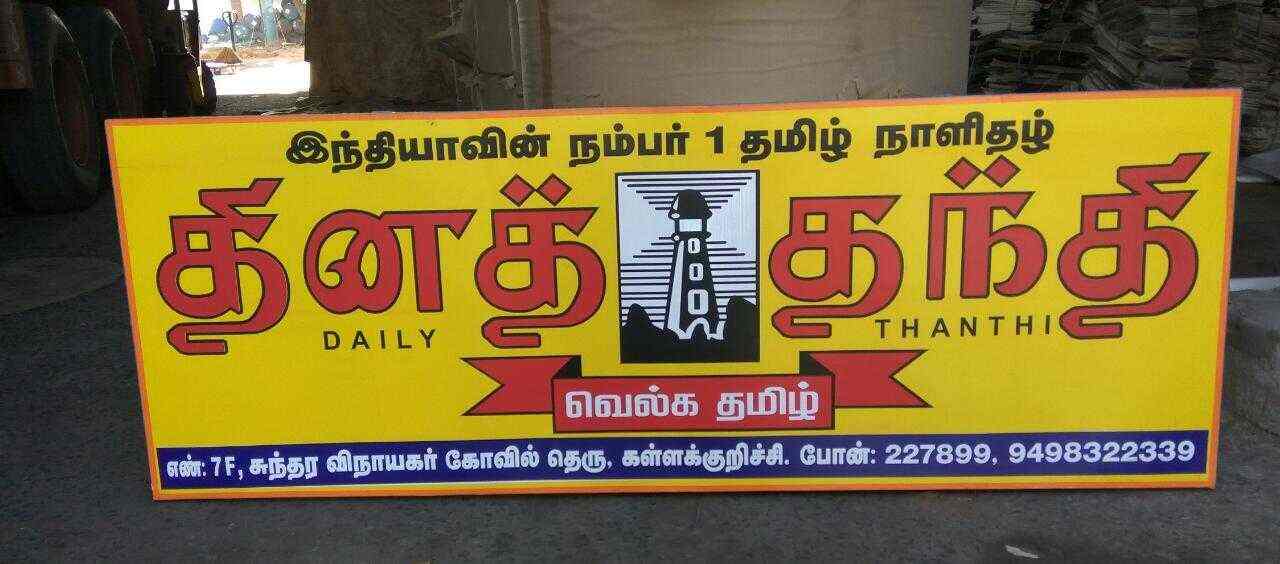 இந்தியாவின் நம்பர் 1 தமிழ் நாளிதழ்
தினத் தந்தி
DAILY THANTHI
வெல்க தமிழ்
எண்: 7F, சுந்தர விநாயகர் கோவில் தெரு, கள்ளக்குறிச்சி. போன்: 227899, 9498322339